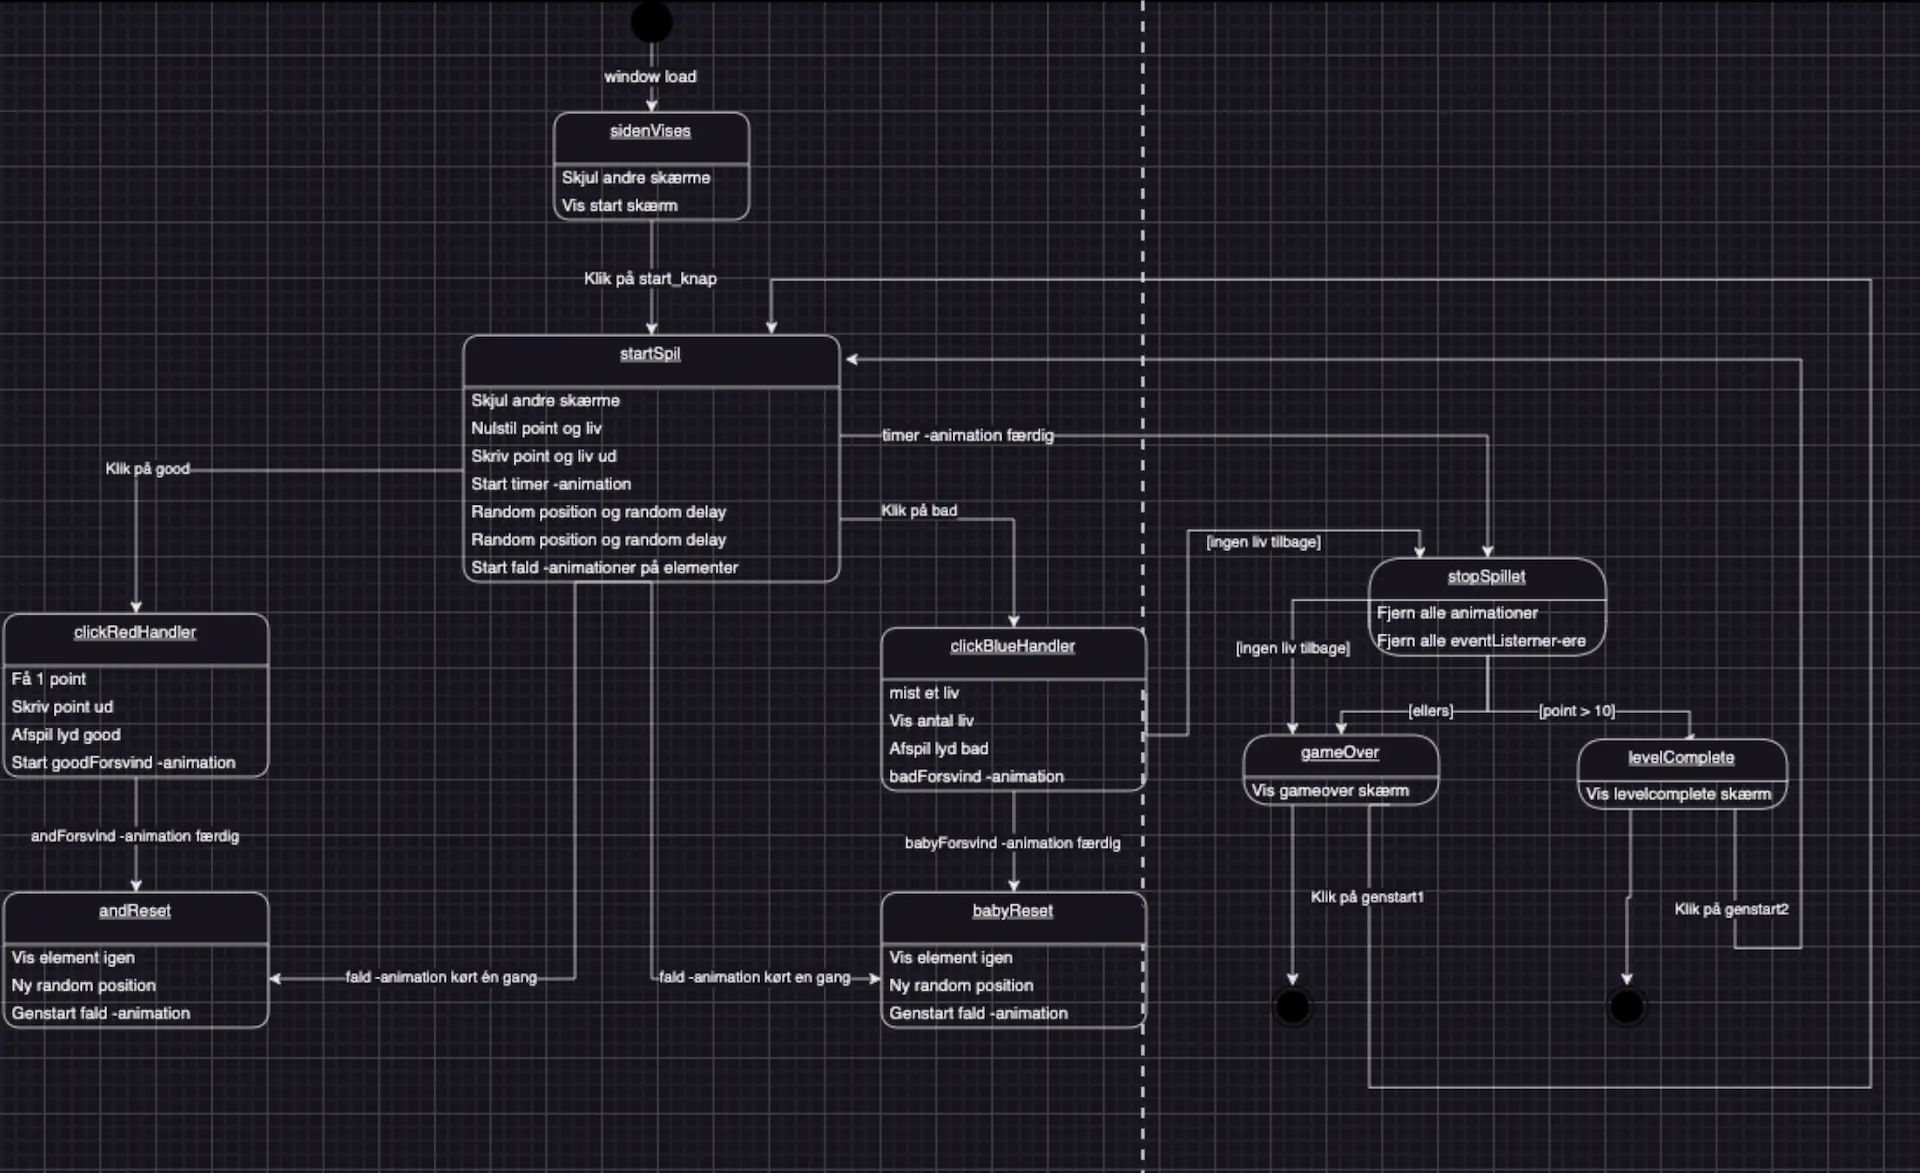 window load
sidenVises
Skjul andre skærme
Vis start skærm
Klik på start_knap
startSpil
Skjul andre skærme
Nulstil point og liv
Skriv point og liv ud
Start timer -animation
Random position og random delay
Random position og random delay
Start fald -animationer på elementer
timer -animation færdig
Klik på good
Klik på bad
[ingen liv tilbage]
stopSpillet
Fjern alle animationer
Fjern alle eventListerner-ere
clickRedHandler
Få 1 point
Skriv point ud
Afspil lyd good
Start goodForsvind -animation
clickBlueHandler
mist et liv
Vis antal liv
Afspil lyd bad
badForsvind -animation
[ingen liv tilbage]
[ellers]
[point > 10]
gameOver
Vis gameover skærm
levelComplete
Vis levelcomplete skærm
andForsvind -animation færdig
babyForsvind -animation færdig
Klik på genstart1
Klik på genstart2
andReset
Vis element igen
Ny random position
Genstart fald -animation
fald -animation kørt én gang
fald -animation kørt en gang
babyReset
Vis element igen
Ny random position
Genstart fald -animation